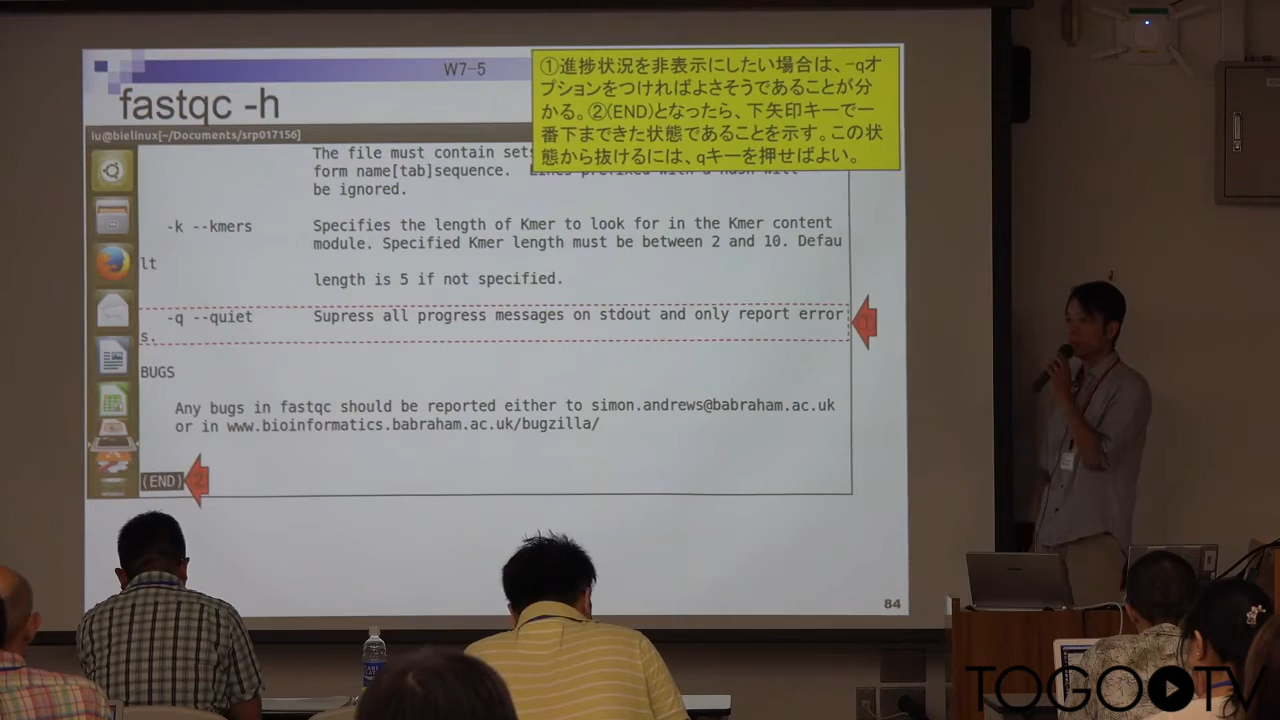 W7-5
fastqc -h
①進捗状況を非表示にしたい場合は、-qオ
プションをつければよさそうであることが分
かる。②(END)となったら、下矢印キーで一
番下まできた状態であることを示す。この状
態から抜けるには、qキーを押せばよい。
iu@bielinux[~/Documents/srp017156]
The file must contain sets
form name[tab]sequence. Lines prefixed with a hash will
be ignored.
-k --kmers Specifies the length of Kmer to look for in the Kmer content
module. Specified Kmer length must be between 2 and 10. Defau
lt
length is 5 if not specified.
-q --quiet Supress all progress messages on stdout and only report error
s.
1
BUGS
Any bugs in fastqc should be reported either to simon.andrews@babraham.ac.uk
or in www.bioinformatics.babraham.ac.uk/bugzilla/
(END)
2
84
TOGOTV